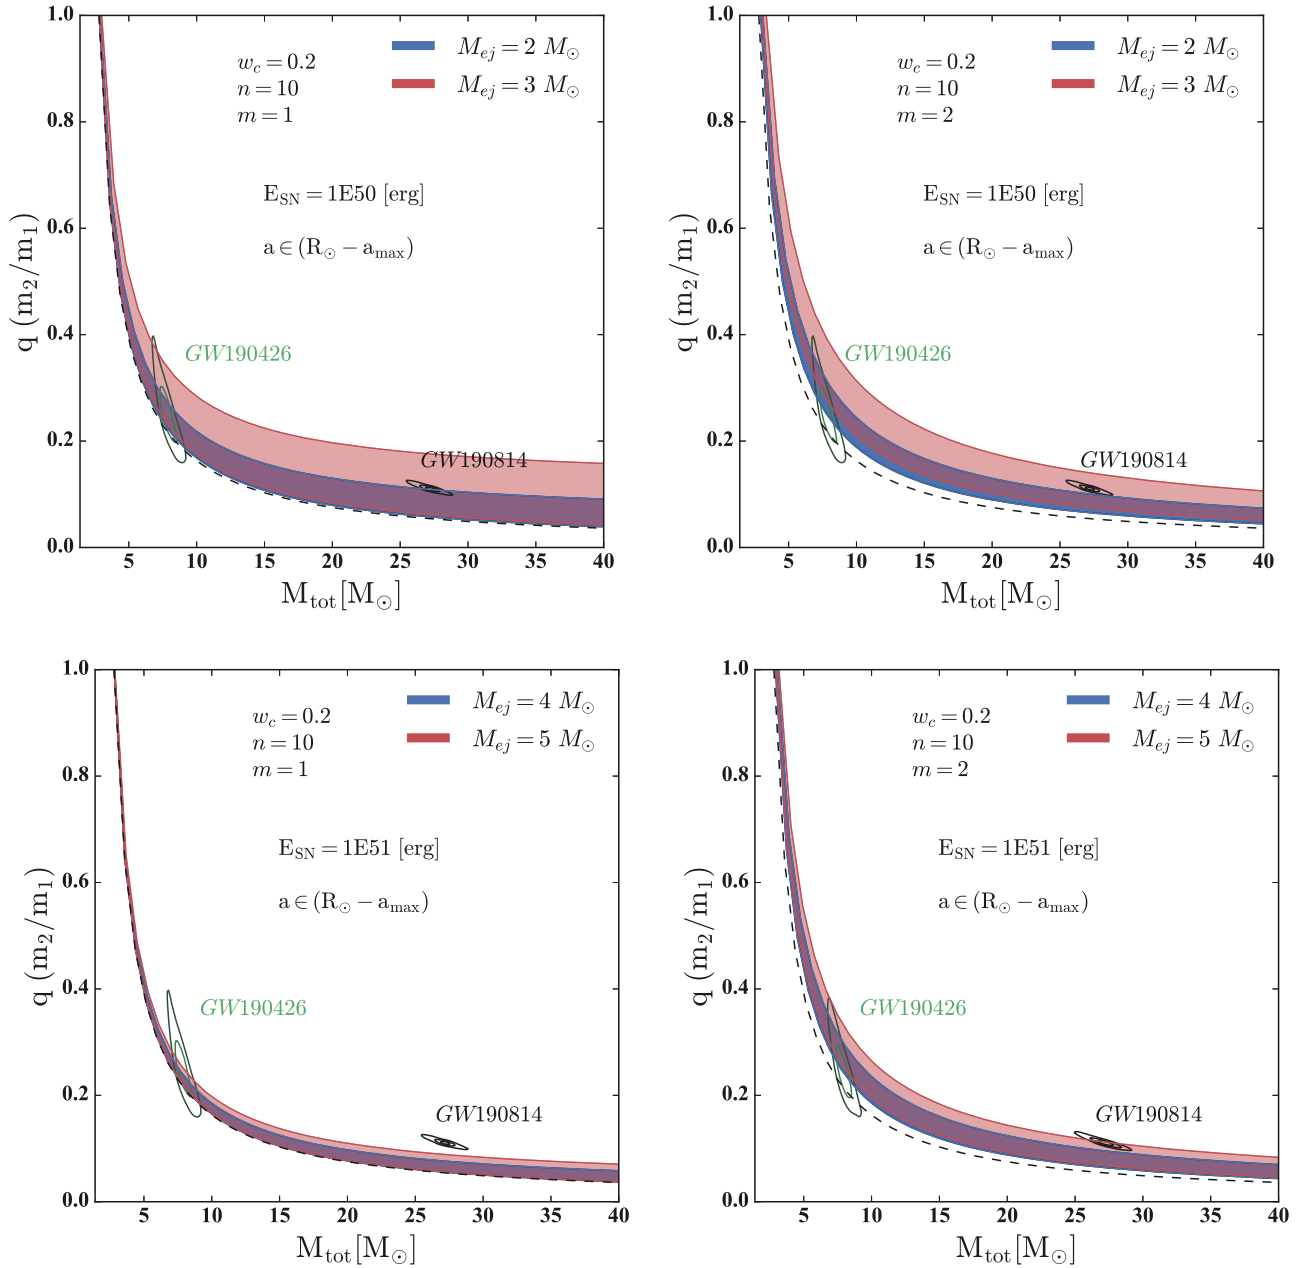 1.0
0.8
0.6
0.4
0.2
0.0
q (m₂/m₁)
w_c = 0.2
n = 10
m = 1
M_ej = 2 M_⊙
M_ej = 3 M_⊙
E_SN = 1E50 [erg]
a ∈ (R_⊙ − a_max)
GW190426
GW190814
5 10 15 20 25 30 35 40
M_tot[M_⊙]
1.0
0.8
0.6
0.4
0.2
0.0
q (m₂/m₁)
w_c = 0.2
n = 10
m = 2
M_ej = 2 M_⊙
M_ej = 3 M_⊙
E_SN = 1E50 [erg]
a ∈ (R_⊙ − a_max)
GW190426
GW190814
5 10 15 20 25 30 35 40
M_tot[M_⊙]
1.0
0.8
0.6
0.4
0.2
0.0
q (m₂/m₁)
w_c = 0.2
n = 10
m = 1
M_ej = 4 M_⊙
M_ej = 5 M_⊙
E_SN = 1E51 [erg]
a ∈ (R_⊙ − a_max)
GW190426
GW190814
5 10 15 20 25 30 35 40
M_tot[M_⊙]
1.0
0.8
0.6
0.4
0.2
0.0
q (m₂/m₁)
w_c = 0.2
n = 10
m = 2
M_ej = 4 M_⊙
M_ej = 5 M_⊙
E_SN = 1E51 [erg]
a ∈ (R_⊙ − a_max)
GW190426
GW190814
5 10 15 20 25 30 35 40
M_tot[M_⊙]